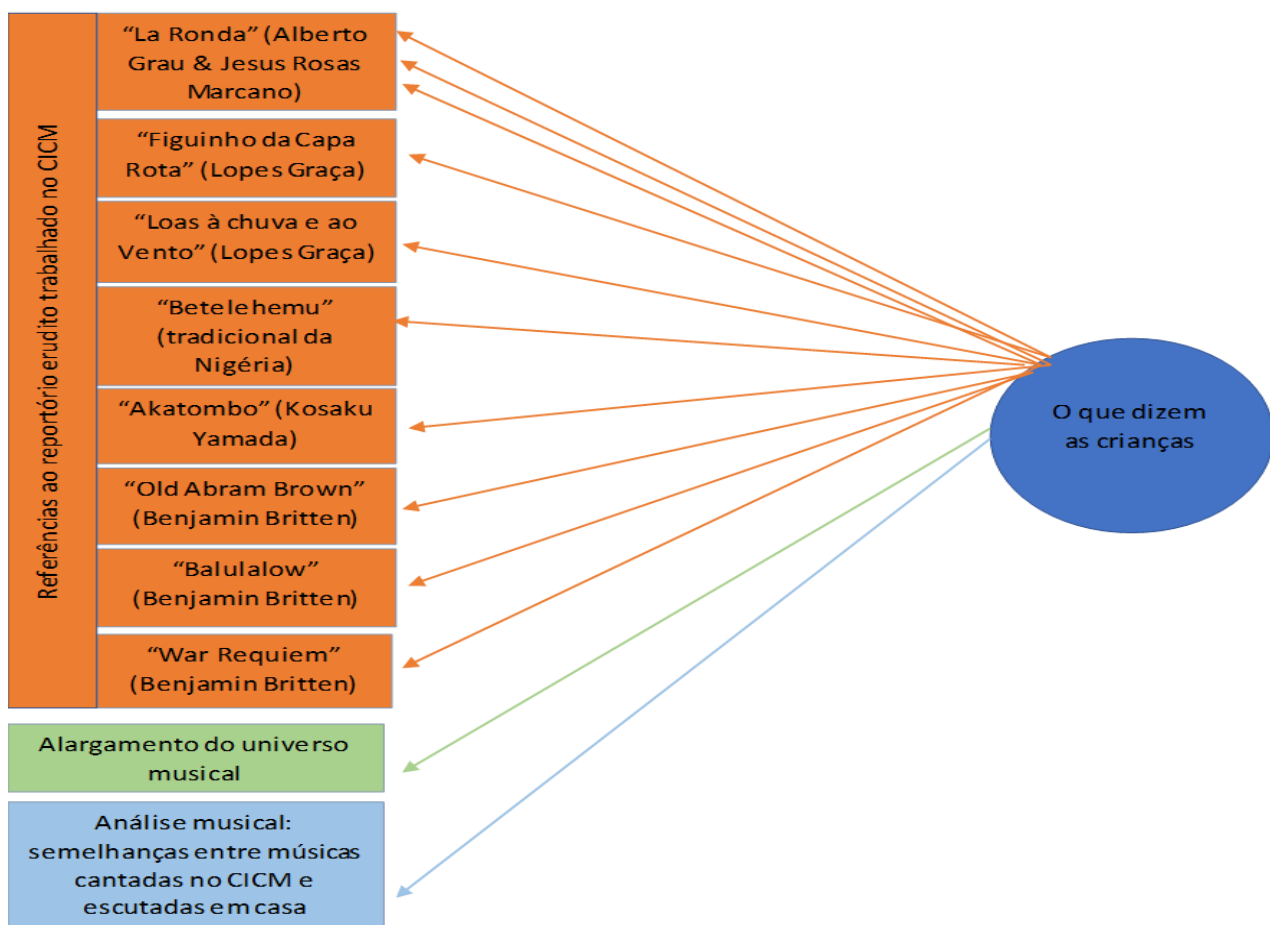 Referências ao reportório erudito trabalhado no CICM
“La Ronda” (Alberto
Grau & Jesus Rosas
Marcano)
“Figuinho da Capa
Rota” (Lopes Graça)
“Loas à chuva e ao
Vento” (Lopes Graça)
“Betelehemu”
(tradicional da
Nigéria)
“Akatombo” (Kosaku
Yamada)
“Old Abram Brown”
(Benjamin Britten)
“Balulalow”
(Benjamin Britten)
“War Requiem”
(Benjamin Britten)
Alargamento do universo
musical
Análise musical:
semelhanças entre músicas
cantadas no CICM e
escutadas em casa
O que dizem
as crianças